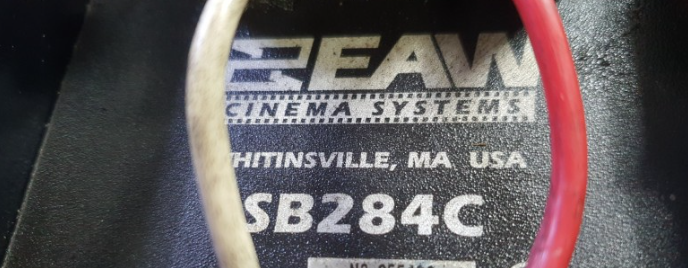 EAW
CINEMA SYSTEMS
HITINSVILLE, MA USA
SB284C